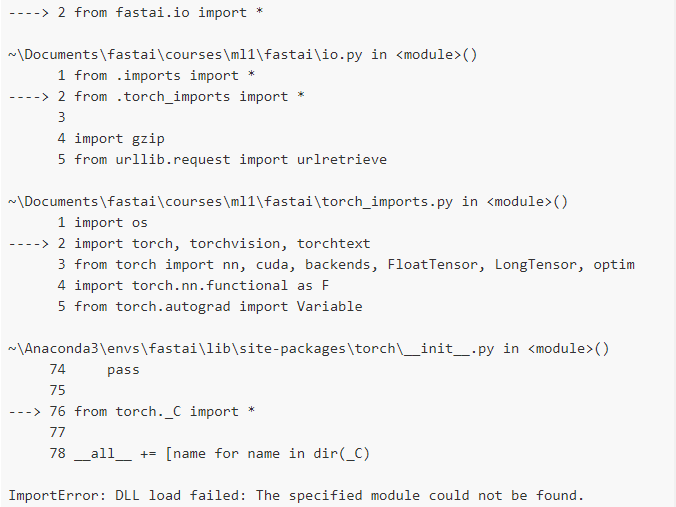 ----> 2 from fastai.io import *
~\Documents\fastai\courses\ml1\fastai\io.py in <module>()
1 from .imports import *
----> 2 from .torch_imports import *
3
4 import gzip
5 from urllib.request import urlretrieve
~\Documents\fastai\courses\ml1\fastai\torch_imports.py in <module>()
1 import os
----> 2 import torch, torchvision, torchtext
3 from torch import nn, cuda, backends, FloatTensor, LongTensor, optim
4 import torch.nn.functional as F
5 from torch.autograd import Variable
~\Anaconda3\envs\fastai\lib\site-packages\torch\__init__.py in <module>()
74     pass
75
---> 76 from torch._C import *
77
78 __all__ += [name for name in dir(_C)
ImportError: DLL load failed: The specified module could not be found.